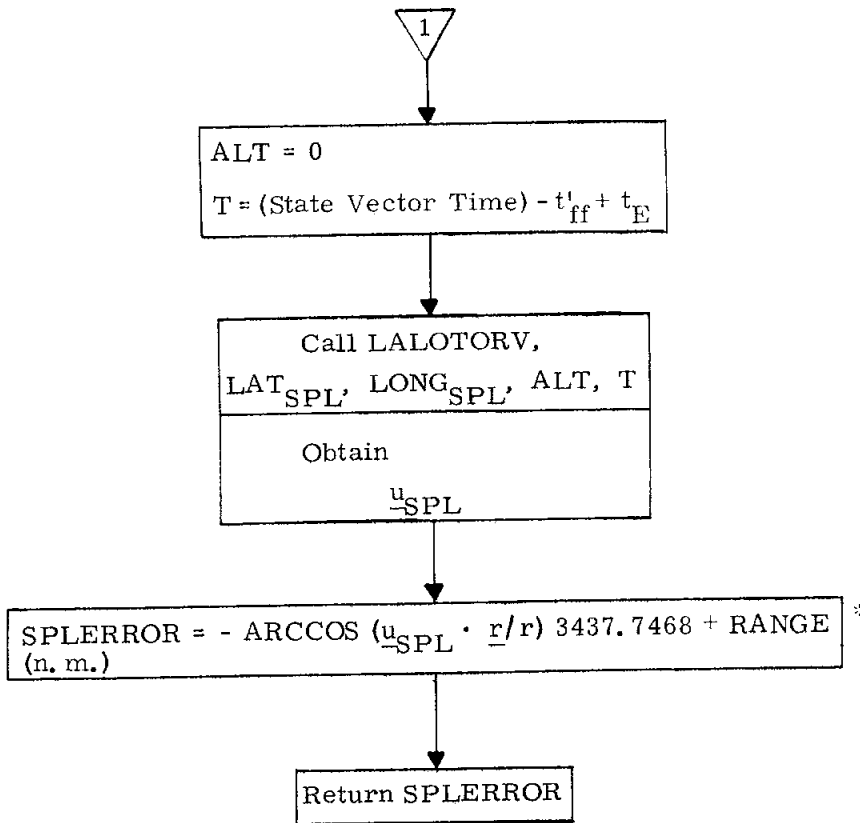 1
ALT = 0
T = (State Vector Time) - t'ff + tE
Call LALOTORV,
LATSPL, LONGSPL, ALT, T
Obtain
uSPL
SPLERROR = - ARCCOS (uSPL · r/r) 3437.7468 + RANGE *
(n. m.)
Return SPLERROR